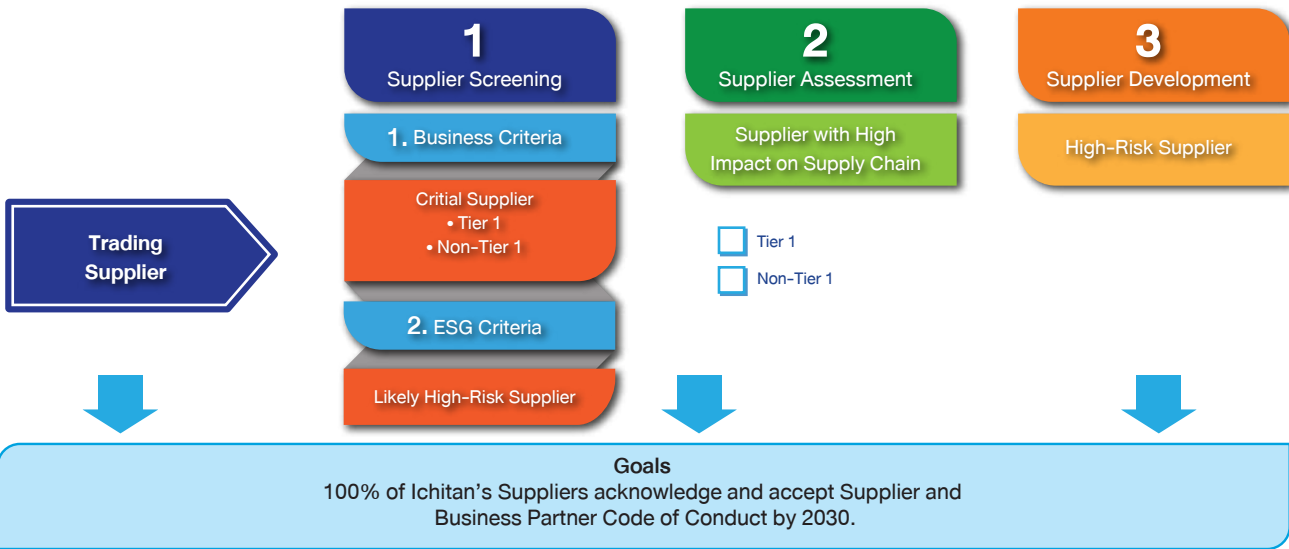 Trading
Supplier
1
Supplier Screening
1. Business Criteria
Critial Supplier
• Tier 1
• Non-Tier 1
2. ESG Criteria
Likely High-Risk Supplier
2
Supplier Assessment
Supplier with High
Impact on Supply Chain
Tier 1
Non-Tier 1
3
Supplier Development
High-Risk Supplier
Goals
100% of Ichitan's Suppliers acknowledge and accept Supplier and
Business Partner Code of Conduct by 2030.